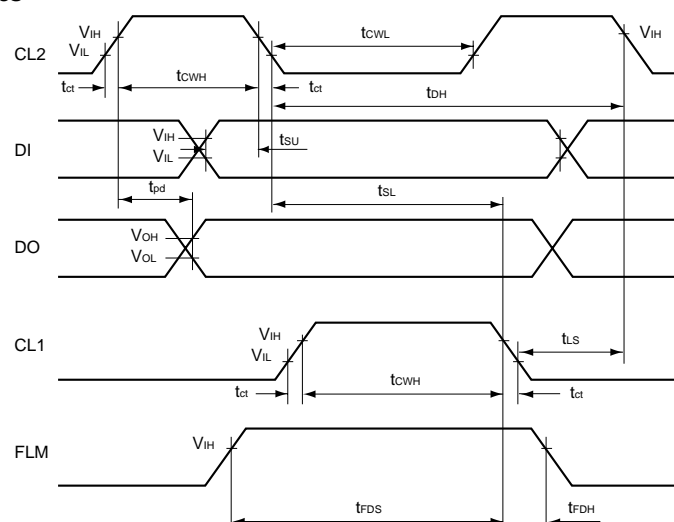 CL2
VIH
VIL
tct
tCWH
tCWL
tct
tDH
VIH
DI
VIH
VIL
tSU
tpd
tSL
DO
VOH
VOL
CL1
VIH
VIL
tct
tCWH
tLS
tct
FLM
VIH
tFDS
tFDH